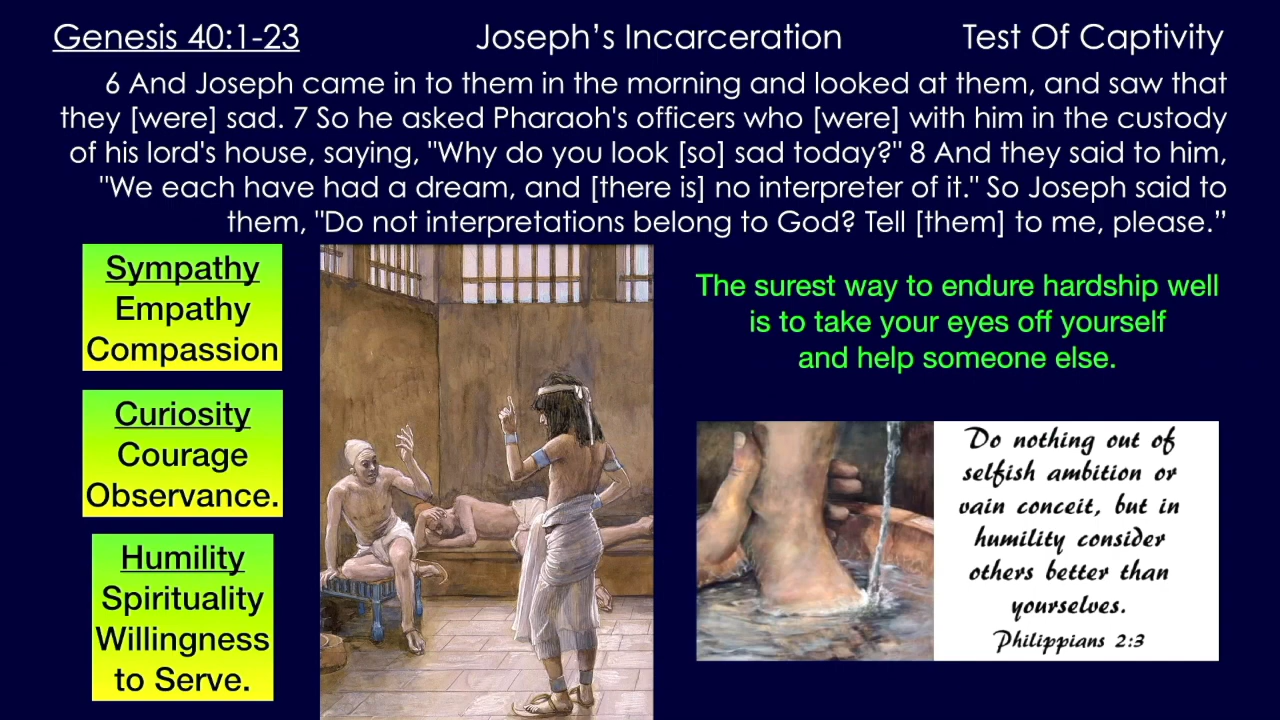 Genesis 40:1-23 Joseph’s Incarceration Test Of Captivity
6 And Joseph came in to them in the morning and looked at them, and saw that
they [were] sad. 7 So he asked Pharaoh's officers who [were] with him in the custody
of his lord's house, saying, "Why do you look [so] sad today?" 8 And they said to him,
"We each have had a dream, and [there is] no interpreter of it." So Joseph said to
them, "Do not interpretations belong to God? Tell [them] to me, please.”
Sympathy
Empathy
Compassion
Curiosity
Courage
Observance.
Humility
Spirituality
Willingness
to Serve.
The surest way to endure hardship well
is to take your eyes off yourself
and help someone else.
Do nothing out of
selfish ambition or
vain conceit, but in
humility consider
others better than
yourselves.
Philippians 2:3